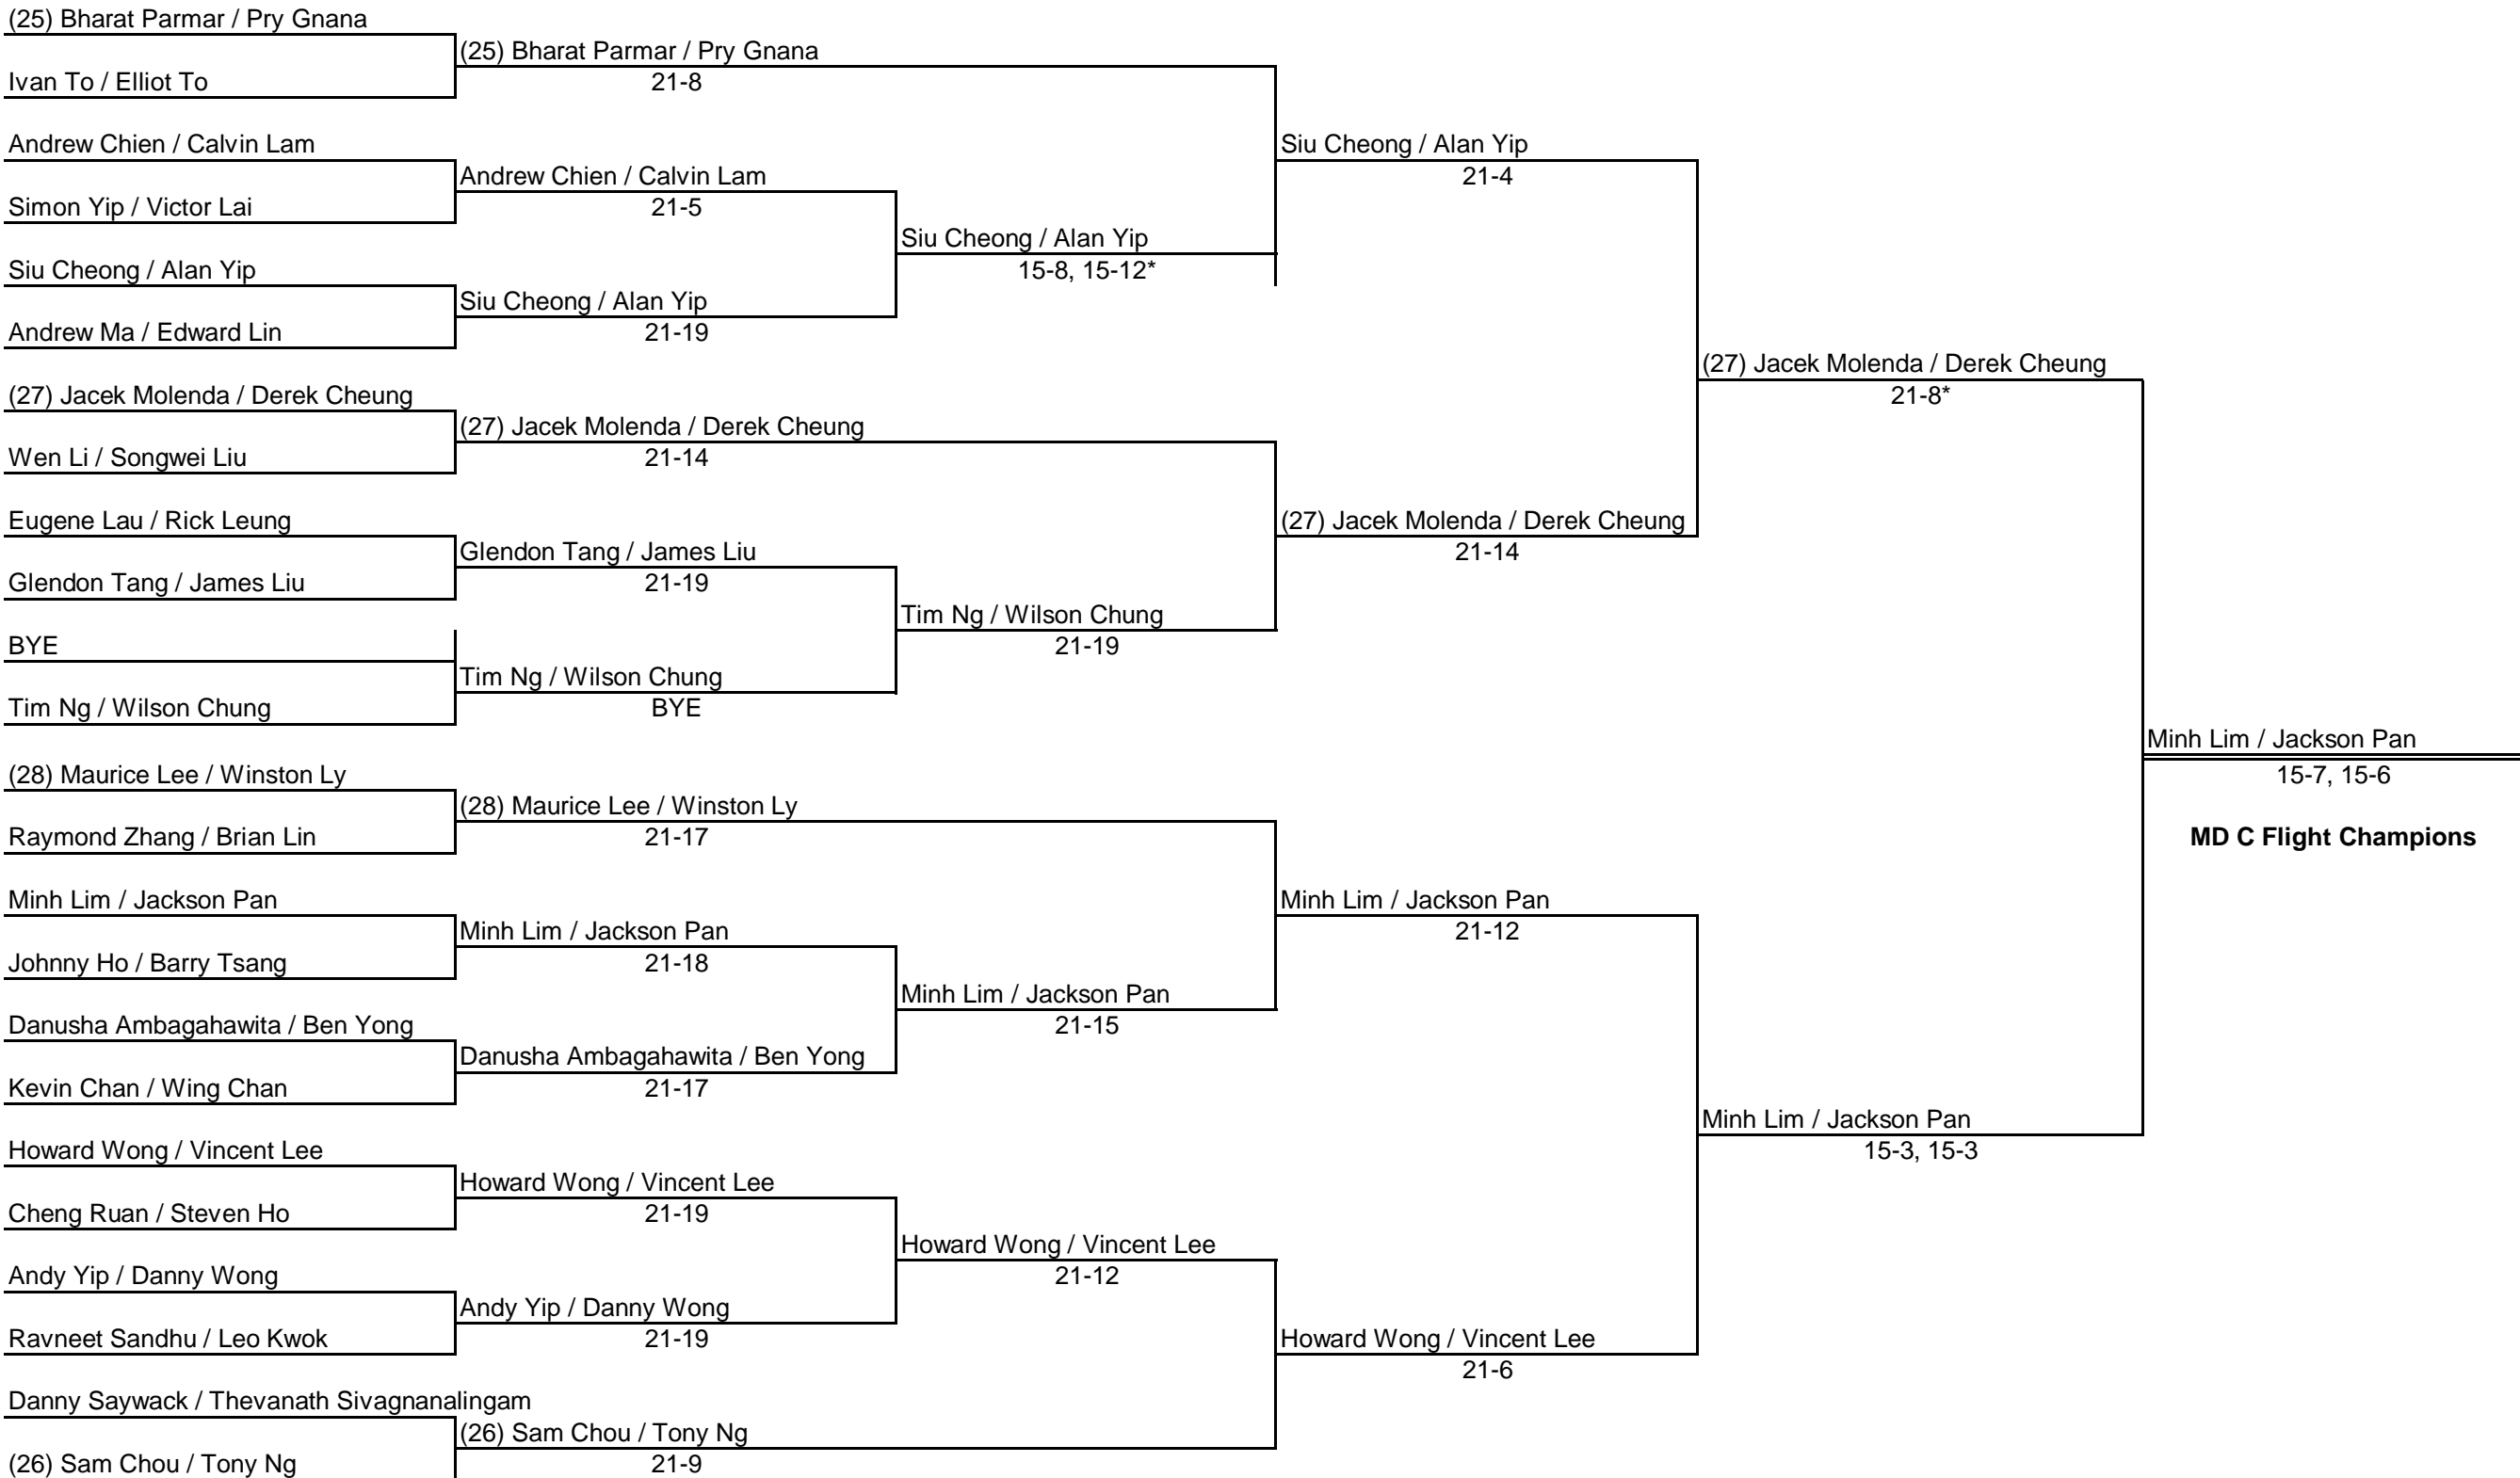 (25) Bharat Parmar / Pry Gnana
(25) Bharat Parmar / Pry Gnana
Ivan To / Elliot To
21-8
Andrew Chien / Calvin Lam
Siu Cheong / Alan Yip
Andrew Chien / Calvin Lam
21-4
Simon Yip / Victor Lai
21-5
Siu Cheong / Alan Yip
Siu Cheong / Alan Yip
15-8, 15-12*
Siu Cheong / Alan Yip
Andrew Ma / Edward Lin
21-19
(27) Jacek Molenda / Derek Cheung
(27) Jacek Molenda / Derek Cheung
21-8*
(27) Jacek Molenda / Derek Cheung
Wen Li / Songwei Liu
21-14
Eugene Lau / Rick Leung
(27) Jacek Molenda / Derek Cheung
Glendon Tang / James Liu
21-14
Glendon Tang / James Liu
21-19
Tim Ng / Wilson Chung
BYE
21-19
Tim Ng / Wilson Chung
Tim Ng / Wilson Chung
BYE
Minh Lim / Jackson Pan
(28) Maurice Lee / Winston Ly
15-7, 15-6
(28) Maurice Lee / Winston Ly
Raymond Zhang / Brian Lin
21-17
MD C Flight Champions
Minh Lim / Jackson Pan
Minh Lim / Jackson Pan
Minh Lim / Jackson Pan
21-12
Johnny Ho / Barry Tsang
21-18
Minh Lim / Jackson Pan
Danusha Ambagahawita / Ben Yong
21-15
Danusha Ambagahawita / Ben Yong
Kevin Chan / Wing Chan
21-17
Minh Lim / Jackson Pan
Howard Wong / Vincent Lee
15-3, 15-3
Howard Wong / Vincent Lee
Cheng Ruan / Steven Ho
21-19
Howard Wong / Vincent Lee
Andy Yip / Danny Wong
21-12
Andy Yip / Danny Wong
Ravneet Sandhu / Leo Kwok
21-19
Howard Wong / Vincent Lee
21-6
Danny Saywack / Thevanath Sivagnanalingam
(26) Sam Chou / Tony Ng
(26) Sam Chou / Tony Ng
21-9